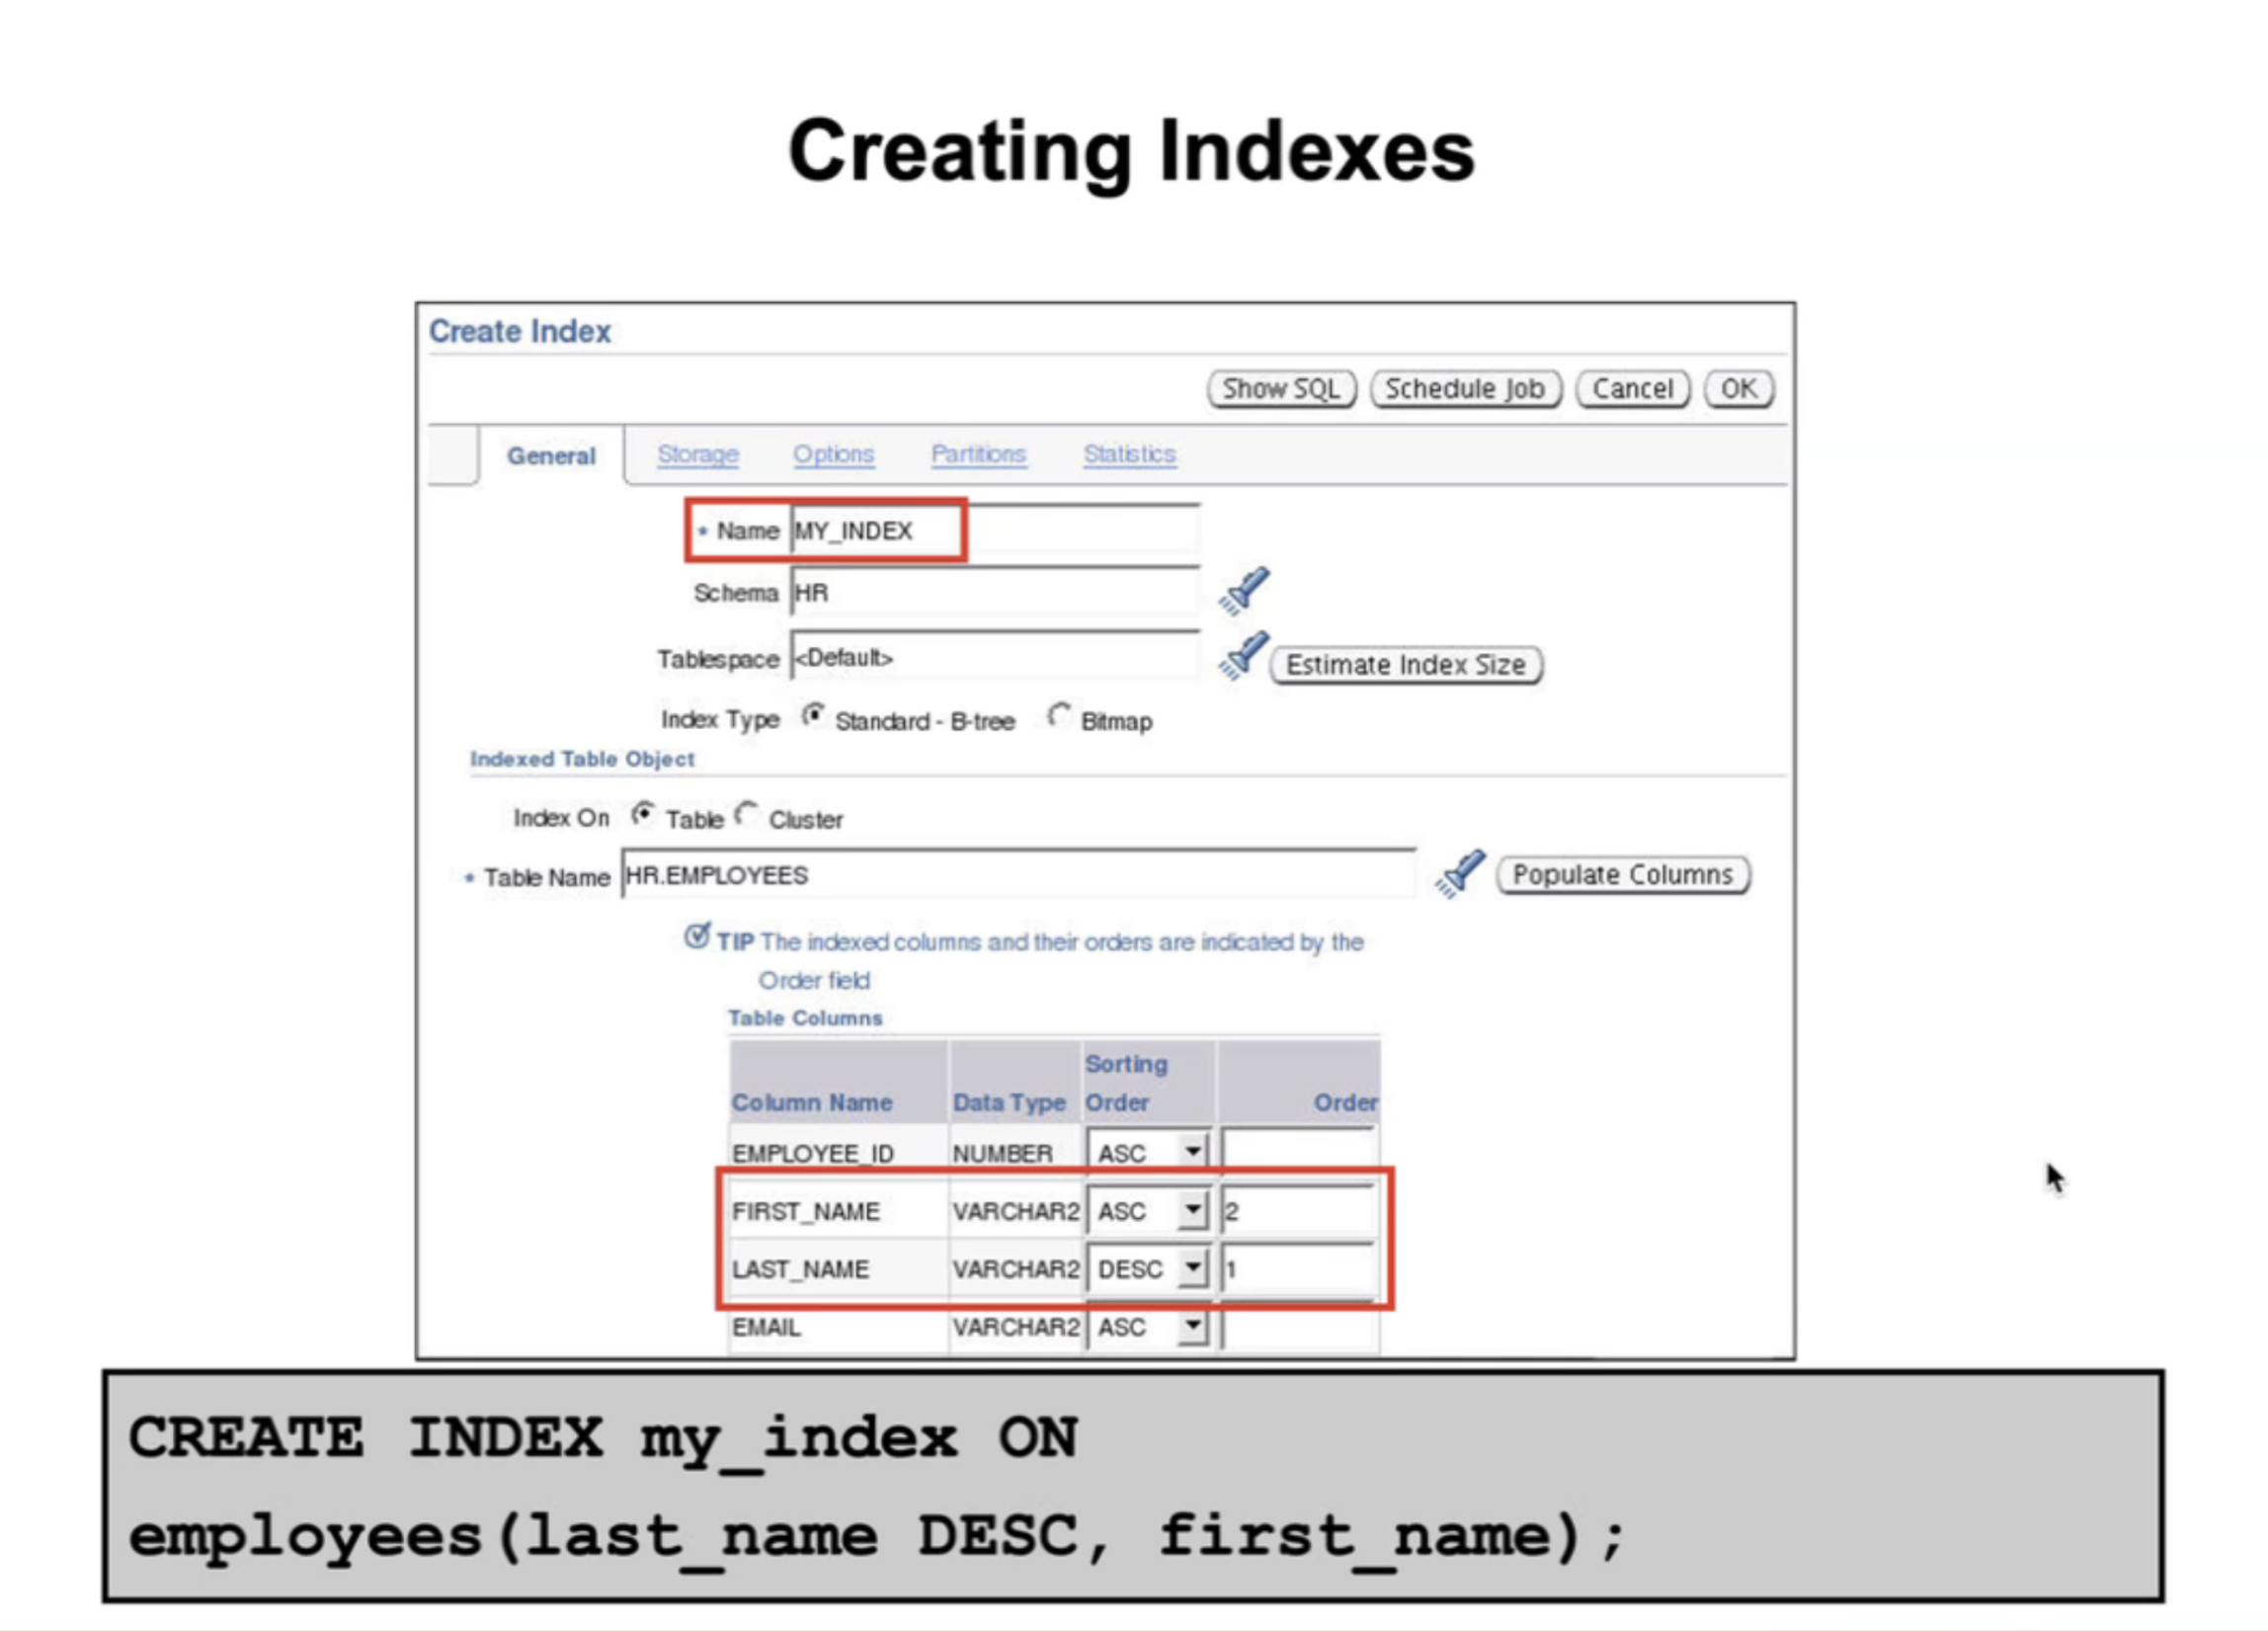 Creating Indexes
Create Index
Show SQL Schedule Job Cancel OK
General Storage Options Partitions Statistics
* Name MY_INDEX
Schema HR
Tablespace <Default> Estimate Index Size
Index Type Standard - B-tree Bitmap
Indexed Table Object
Index On Table Cluster
* Table Name HR.EMPLOYEES Populate Columns
TIP The indexed columns and their orders are indicated by the
Order field
Table Columns
Sorting
Column Name Data Type Order Order
EMPLOYEE_ID NUMBER ASC
FIRST_NAME VARCHAR2 ASC 2
LAST_NAME VARCHAR2 DESC 1
EMAIL VARCHAR2 ASC
CREATE INDEX my_index ON
employees(last_name DESC, first_name);